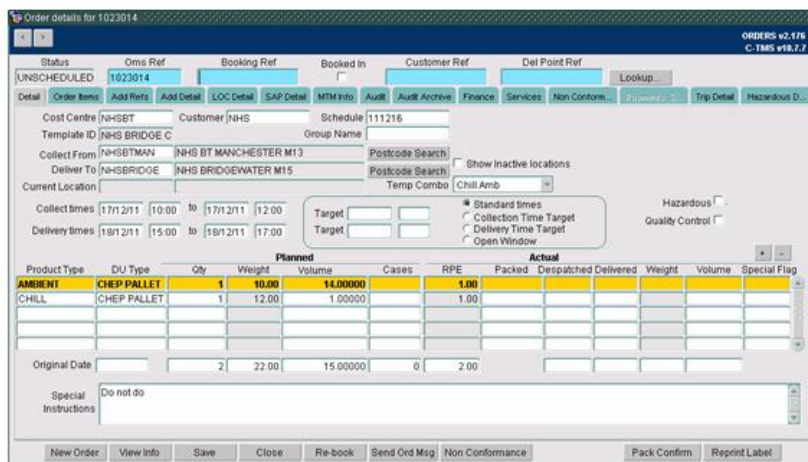 Order details for 1023014
ORDERS v2.176
C-TMS v10.7.7
Status Oms Ref Booking Ref Booked In Customer Ref Del Point Ref
UNSCHEDULED 1023014 Lookup...
Detail Order Items Add Refs Add Detail LOC Detail SAP Detail MTM Info Audit Audit Archive Finance Services Non Conform... Trip Detail Hazardous D...
Cost Centre NHSBT Customer NHS Schedule 111216
Template ID NHS BRIDGE C Group Name
Collect From NHSBTMAN NHS BT MANCHESTER M13 Postcode Search Show Inactive locations
Deliver To NHSBRIDGE NHS BRIDGEWATER M15 Postcode Search
Current Location Temp Combo Chill Amb
Collect times 17/12/11 10:00 to 17/12/11 12:00 Target Standard times Hazardous
Collection Time Target Quality Control
Delivery times 18/12/11 15:00 to 18/12/11 17:00 Target Delivery Time Target
Open Window
Planned Actual + -
Product Type DU Type Qty Weight Volume Cases RPE Packed Despatched Delivered Weight Volume Special Flag
AMBIENT CHEP PALLET 1 10.00 14.00000 1.00
CHILL CHEP PALLET 1 12.00 1.00000 1.00
Original Date 2 22.00 15.00000 0 2.00
Special Instructions Do not do
New Order View Info Save Close Re-book Send Ord Msg Non Conformance Pack Confirm Reprint Label